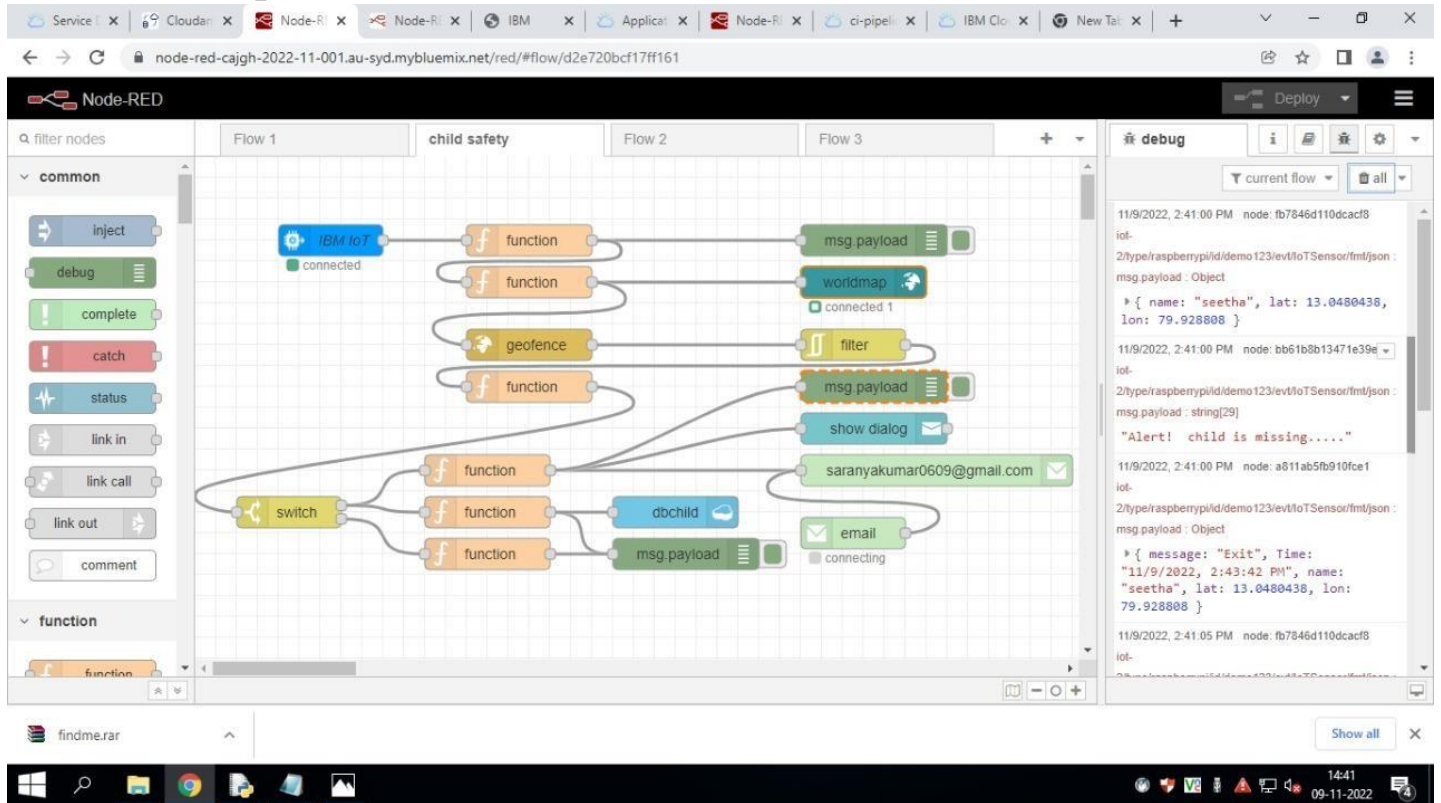 Service
Cloudan
Node-R
Node-R
IBM
Applicat
Node-R
ci-pipeli
IBM Clo
New Tab
node-red-cajgh-2022-11-001.au-syd.mybluemix.net/red/#flow/d2e720bcf17ff161
Node-RED
Deploy
filter nodes
Flow 1
child safety
Flow 2
Flow 3
debug
common
current flow
all
inject
debug
complete
catch
status
link in
link call
link out
comment
function
function
IBM IoT
connected
function
msg.payload
function
worldmap
connected 1
geofence
filter
function
msg.payload
show dialog
function
saranyakumar0609@gmail.com
switch
function
dbchild
email
connecting
function
msg.payload
11/9/2022, 2:41:00 PM node: fb7846d110dcacf8
iot-
2/type/raspberrypi/id/demo123/evt/IoTSensor/fmt/json :
msg.payload : Object
{ name: "seetha", lat: 13.0480438,
lon: 79.928808 }
11/9/2022, 2:41:00 PM node: bb61b8b13471e39e
iot-
2/type/raspberrypi/id/demo123/evt/IoTSensor/fmt/json :
msg.payload : string[29]
"Alert! child is missing....."
11/9/2022, 2:41:00 PM node: a811ab5fb910fce1
iot-
2/type/raspberrypi/id/demo123/evt/IoTSensor/fmt/json :
msg.payload : Object
{ message: "Exit", Time:
"11/9/2022, 2:43:42 PM", name:
"seetha", lat: 13.0480438, lon:
79.928808 }
11/9/2022, 2:41:05 PM node: fb7846d110dcacf8
iot-
findme.rar
Show all
14:41
09-11-2022